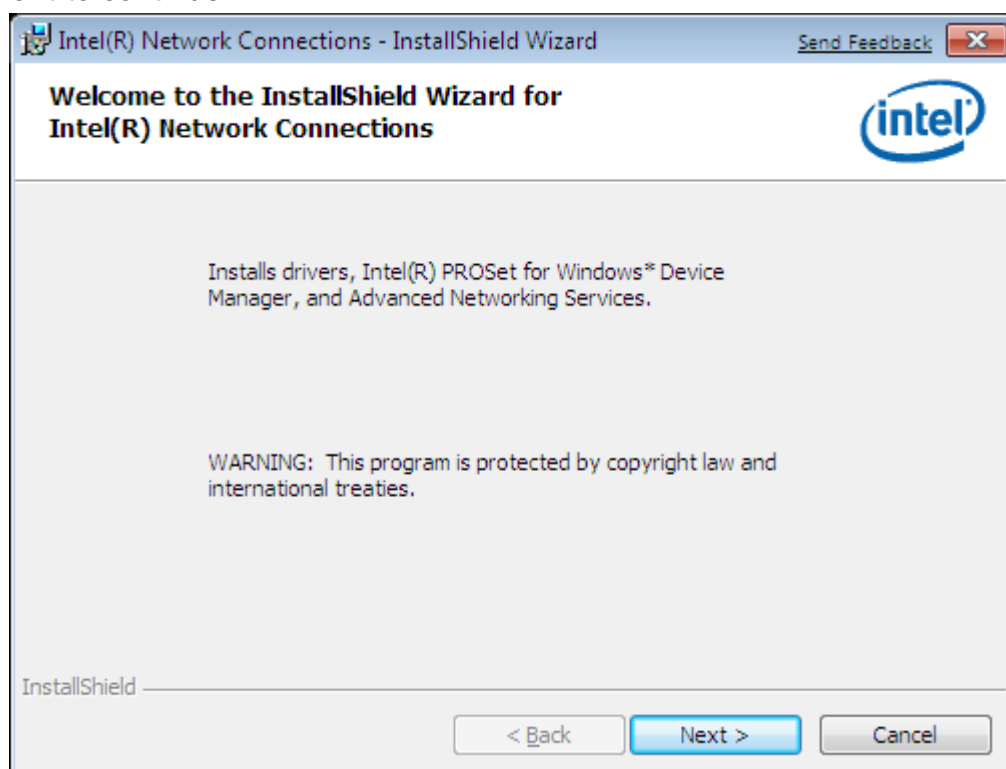 Intel(R) Network Connections - InstallShield Wizard Send Feedback
Welcome to the InstallShield Wizard for
Intel(R) Network Connections
intel
Installs drivers, Intel(R) PROSet for Windows* Device
Manager, and Advanced Networking Services.
WARNING: This program is protected by copyright law and
international treaties.
InstallShield
< Back Next > Cancel